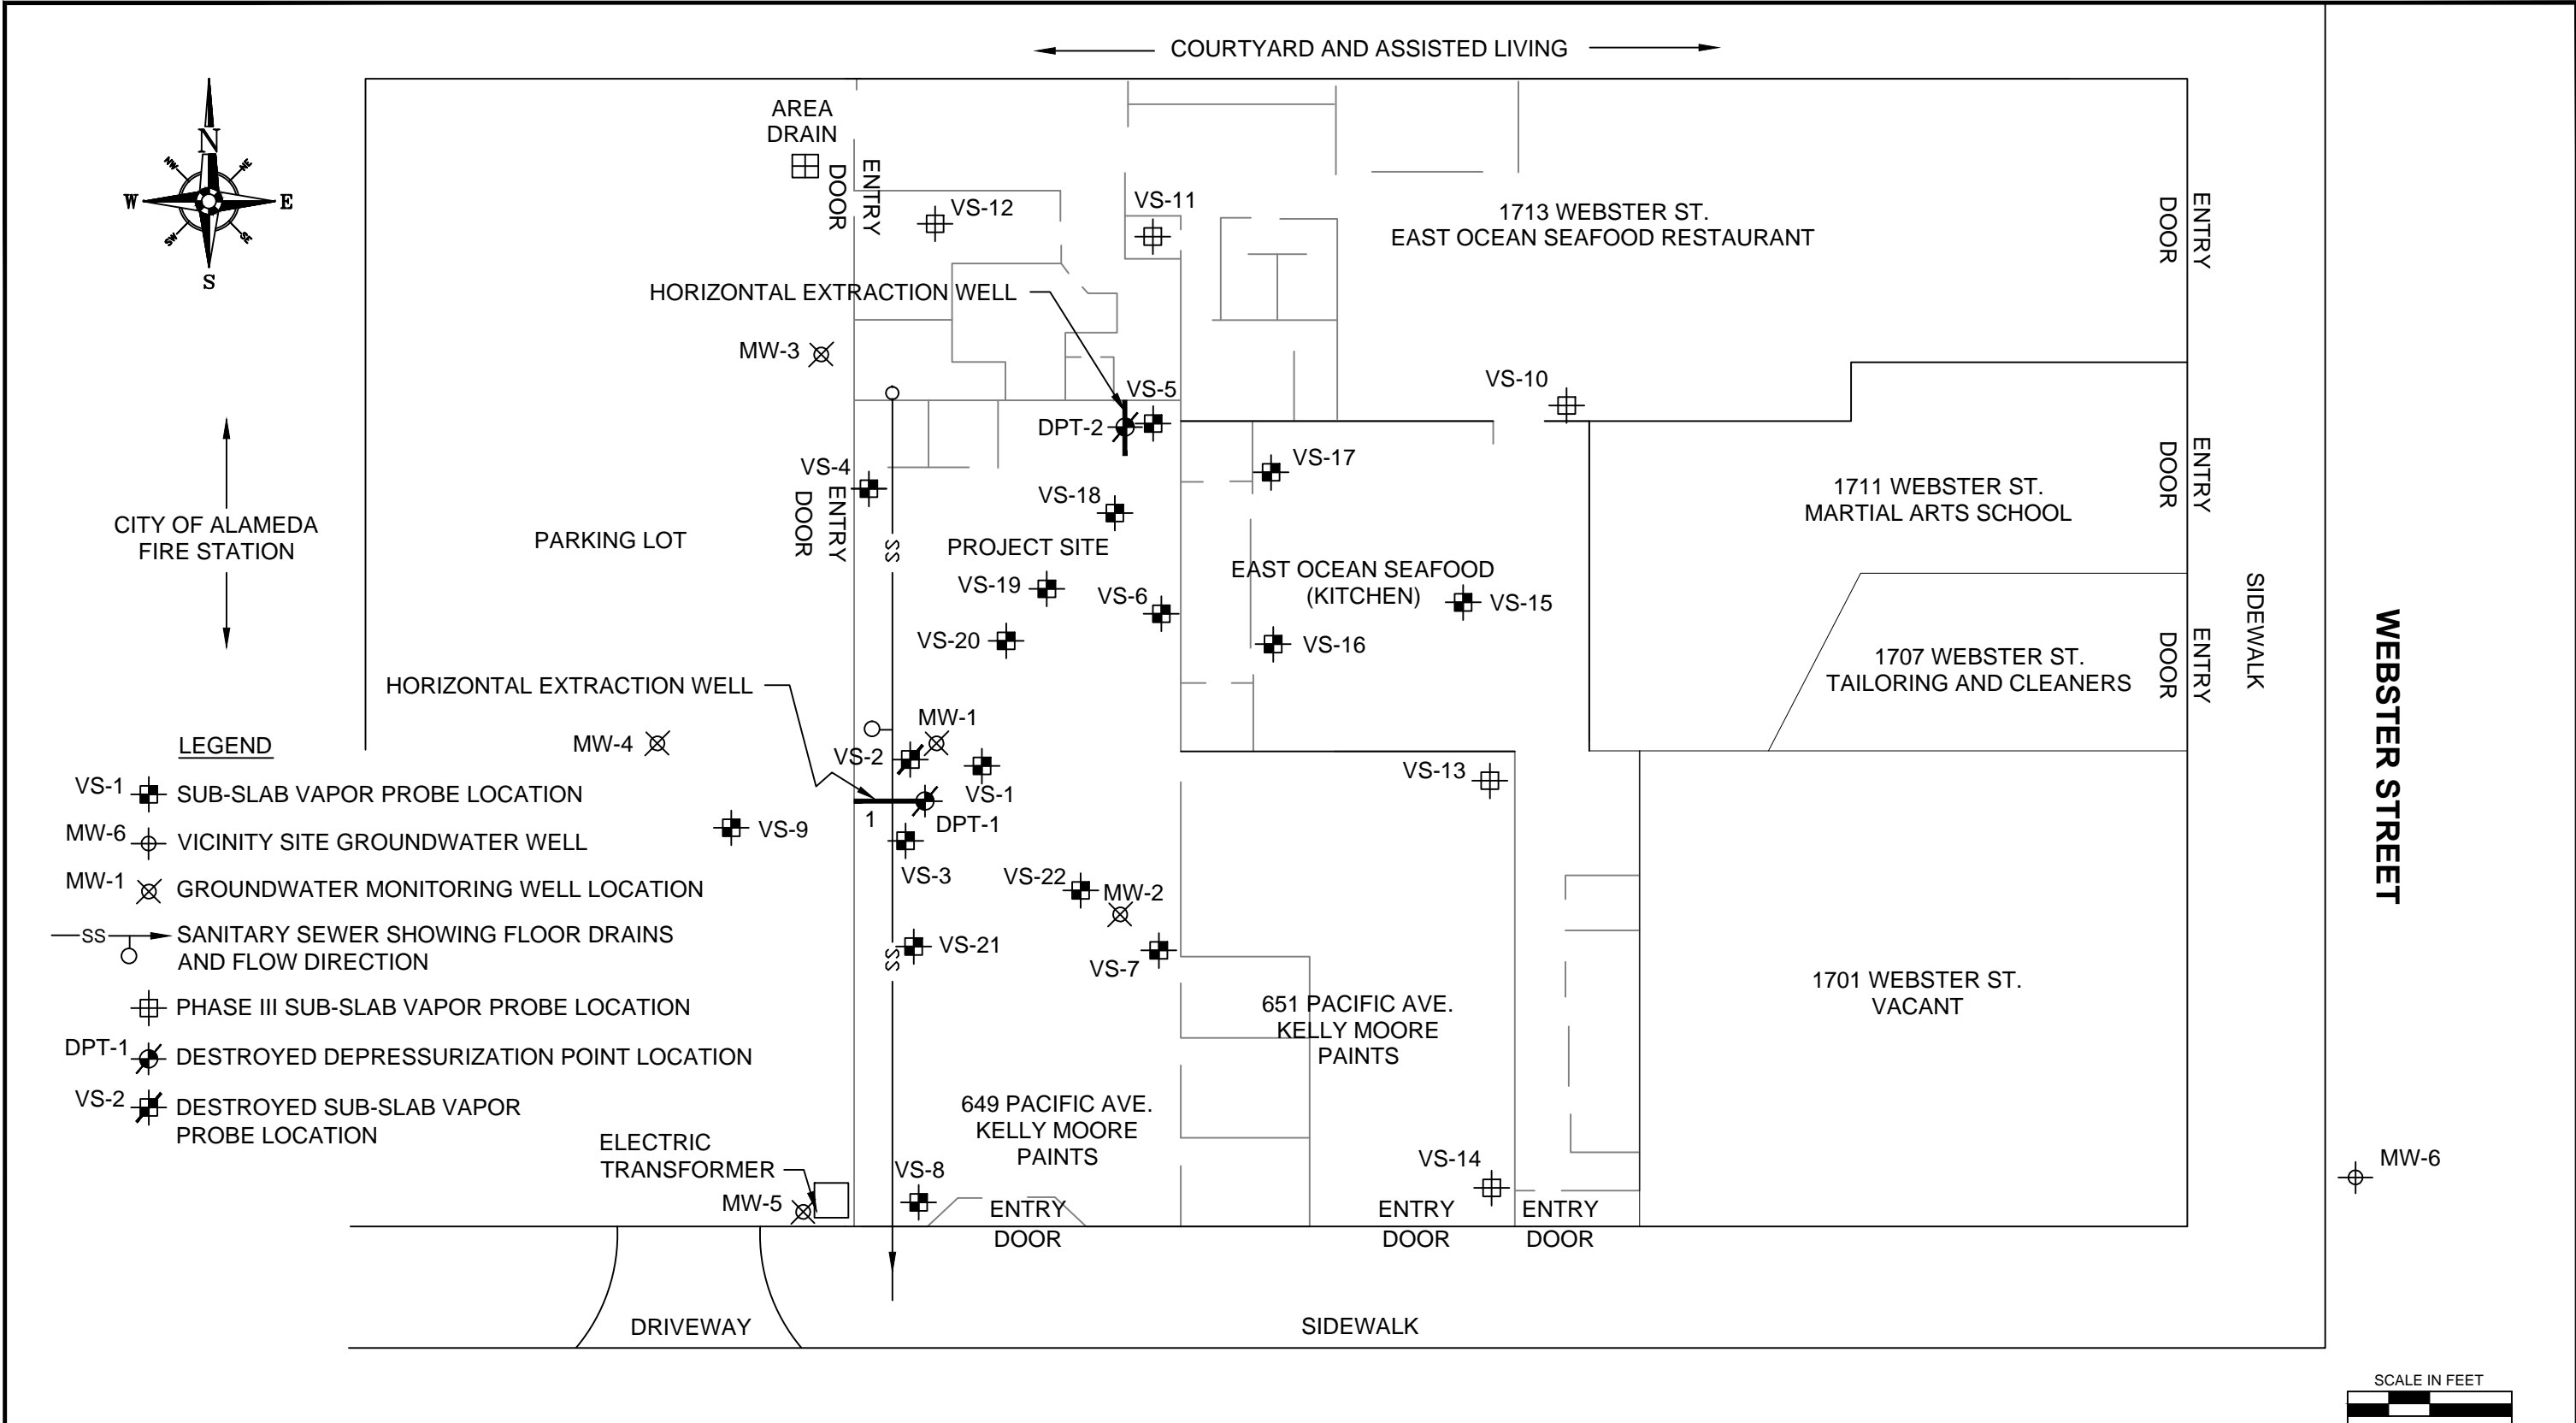 COURTYARD AND ASSISTED LIVING
N
NW
NE
W
E
SW
SE
S
AREA
DRAIN
ENTRY
DOOR
VS-12
VS-11
1713 WEBSTER ST.
EAST OCEAN SEAFOOD RESTAURANT
ENTRY
DOOR
HORIZONTAL EXTRACTION WELL
MW-3
VS-5
VS-10
DPT-2
VS-4
VS-17
ENTRY
DOOR
VS-18
1711 WEBSTER ST.
MARTIAL ARTS SCHOOL
ENTRY
DOOR
CITY OF ALAMEDA
FIRE STATION
PARKING LOT
SS
PROJECT SITE
VS-19
VS-6
EAST OCEAN SEAFOOD
(KITCHEN)
VS-15
VS-20
VS-16
1707 WEBSTER ST.
TAILORING AND CLEANERS
ENTRY
DOOR
SIDEWALK
WEBSTER STREET
HORIZONTAL EXTRACTION WELL
MW-1
MW-4
VS-2
VS-13
VS-1
1
DPT-1
VS-9
VS-3
VS-22
MW-2
SS
VS-21
VS-7
651 PACIFIC AVE.
KELLY MOORE
PAINTS
1701 WEBSTER ST.
VACANT
649 PACIFIC AVE.
KELLY MOORE
PAINTS
ELECTRIC
TRANSFORMER
MW-5
VS-8
VS-14
MW-6
ENTRY
DOOR
ENTRY
DOOR
ENTRY
DOOR
DRIVEWAY
SIDEWALK
LEGEND
VS-1 SUB-SLAB VAPOR PROBE LOCATION
MW-6 VICINITY SITE GROUNDWATER WELL
MW-1 GROUNDWATER MONITORING WELL LOCATION
SS SANITARY SEWER SHOWING FLOOR DRAINS
AND FLOW DIRECTION
PHASE III SUB-SLAB VAPOR PROBE LOCATION
DPT-1 DESTROYED DEPRESSURIZATION POINT LOCATION
VS-2 DESTROYED SUB-SLAB VAPOR
PROBE LOCATION
SCALE IN FEET